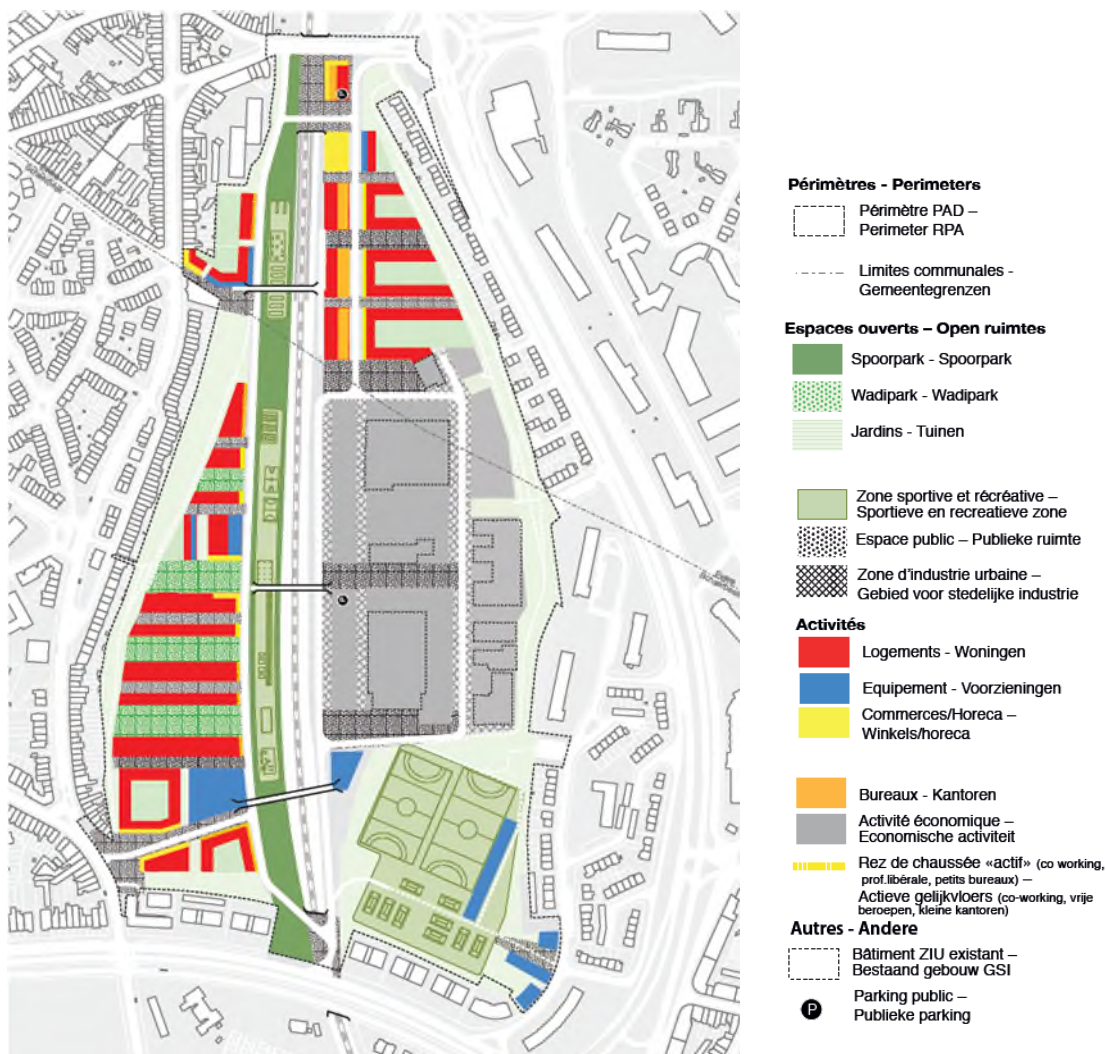 Périmètres - Perimeters
Périmètre PAD –
Perimeter RPA
Limites communales -
Gemeentegrenzen
Espaces ouverts – Open ruimtes
Spoorpark - Spoorpark
Wadipark - Wadipark
Jardins - Tuinen
Zone sportive et récréative –
Sportieve en recreatieve zone
Espace public – Publieke ruimte
Zone d'industrie urbaine –
Gebied voor stedelijke industrie
Activités
Logements - Woningen
Equipement - Voorzieningen
Commerces/Horeca –
Winkels/horeca
Bureaux - Kantoren
Activité économique –
Economische activiteit
Rez de chaussée «actif» (co working,
prof.libérale, petits bureaux) –
Actieve gelijkvloers (co-working, vrije
beroepen, kleine kantoren)
Autres - Andere
Bâtiment ZIU existant –
Bestaand gebouw GSI
P
Parking public –
Publieke parking